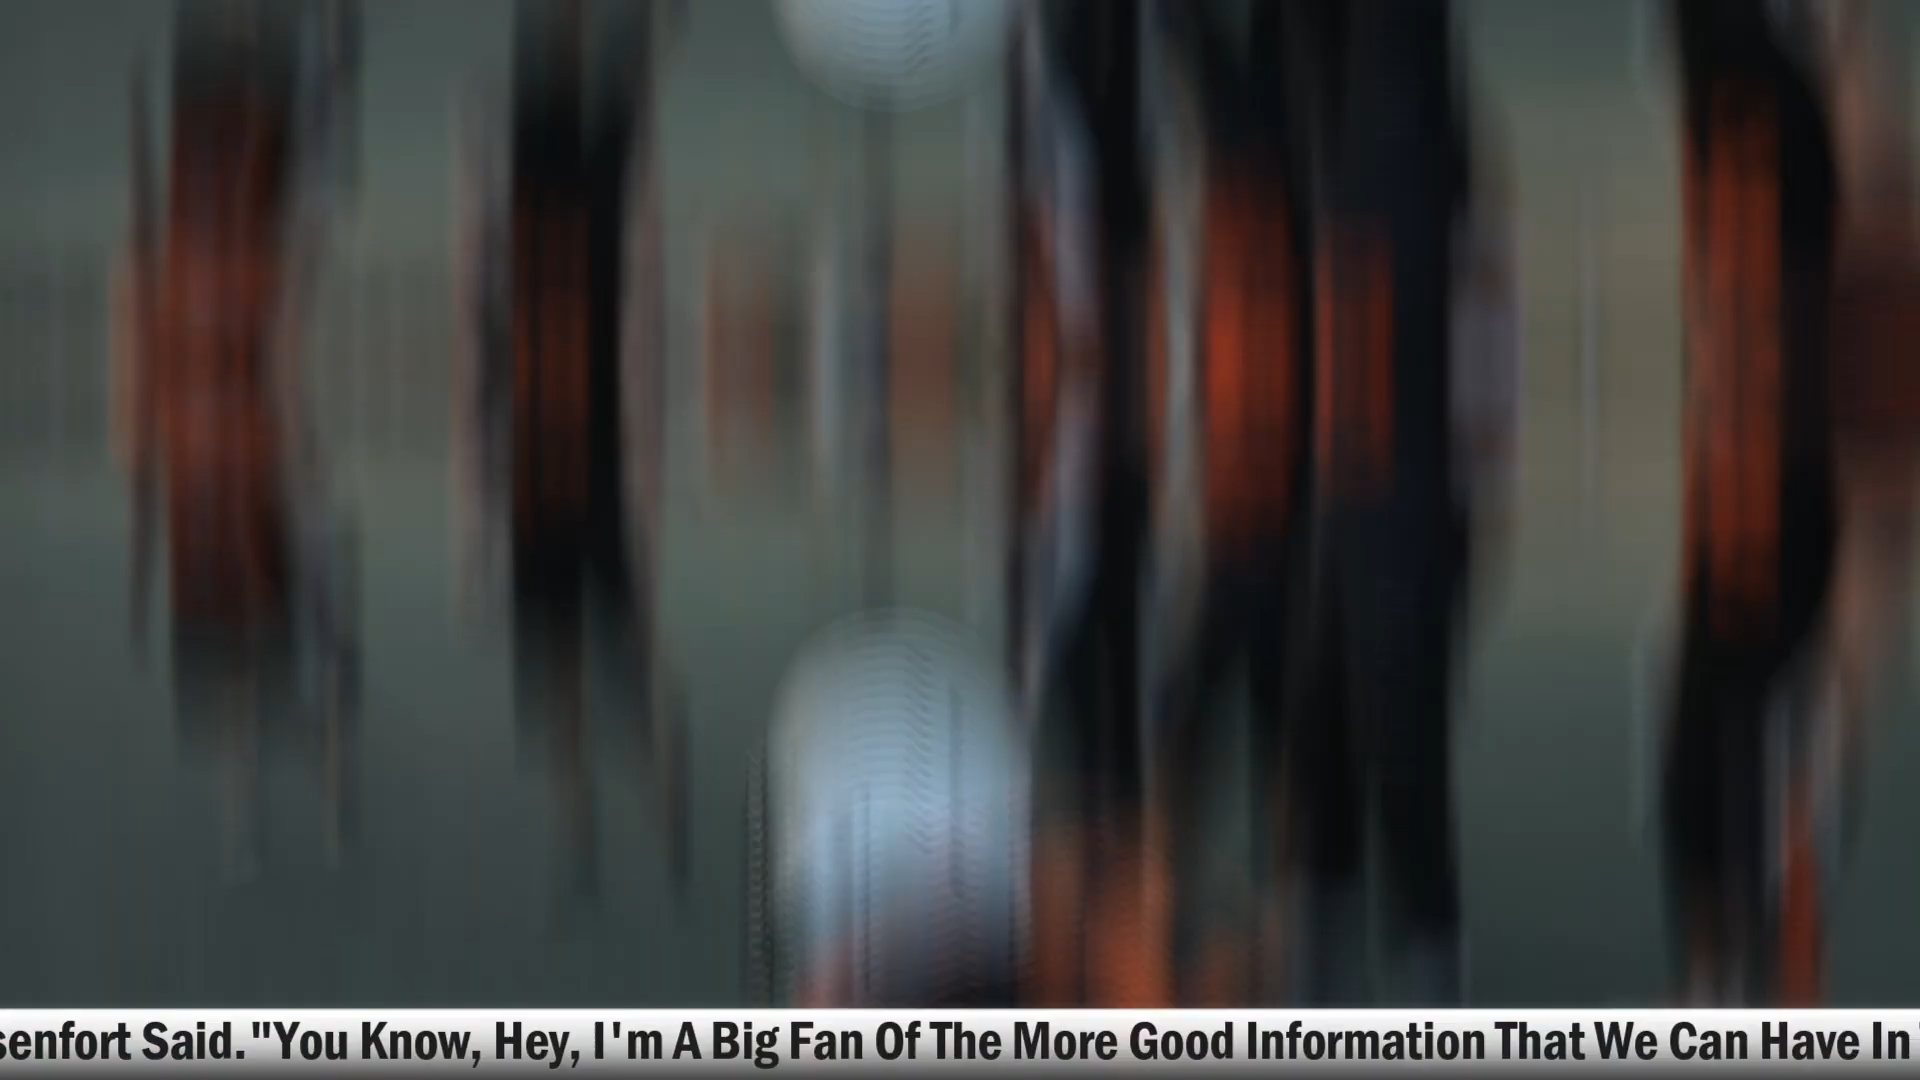 senfort Said."You Know, Hey, I'm A Big Fan Of The More Good Information That We Can Have In